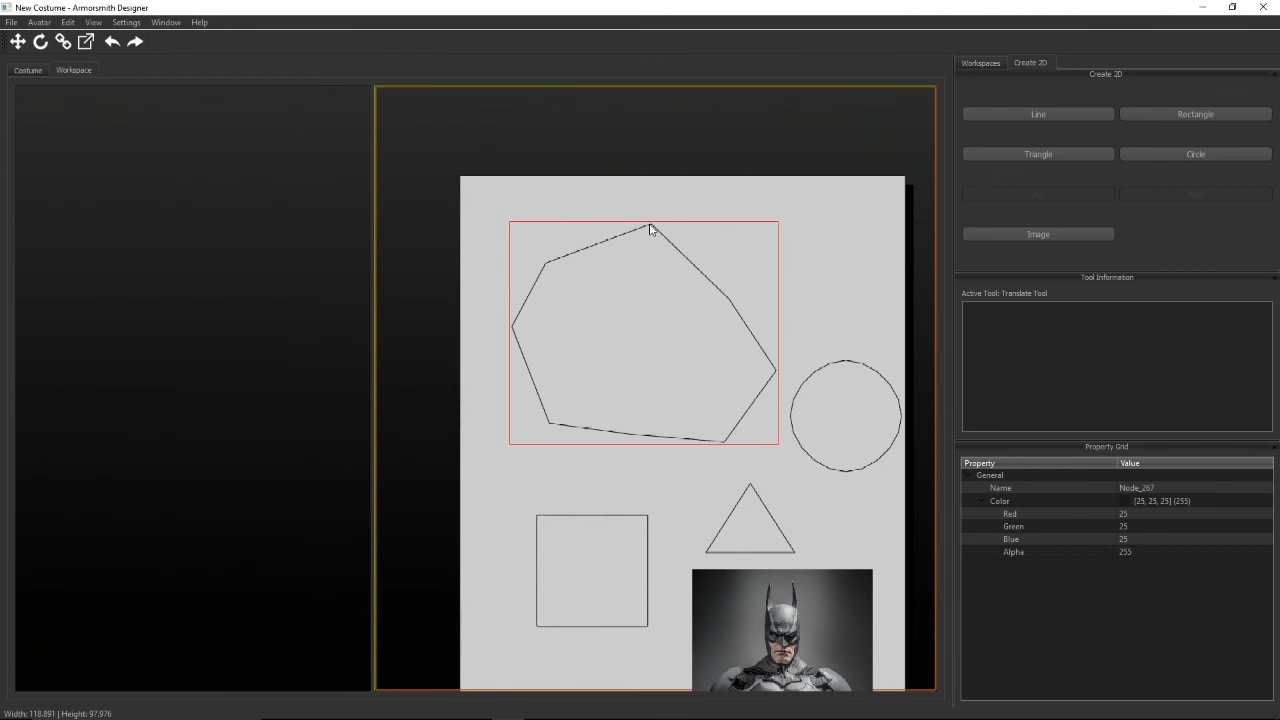 New Costume - Armorsmith Designer
File Avatar Edit View Settings Window Help
Costume Workspace
Workspaces Create 2D
Create 2D
Line Rectangle
Triangle Circle
Image
Tool Information
Active Tool: Translate Tool
Property Grid
Property Value
General
Name Node_267
Color [25, 25, 25] (255)
Red 25
Green 25
Blue 25
Alpha 255
Width: 118.891 | Height: 97.976